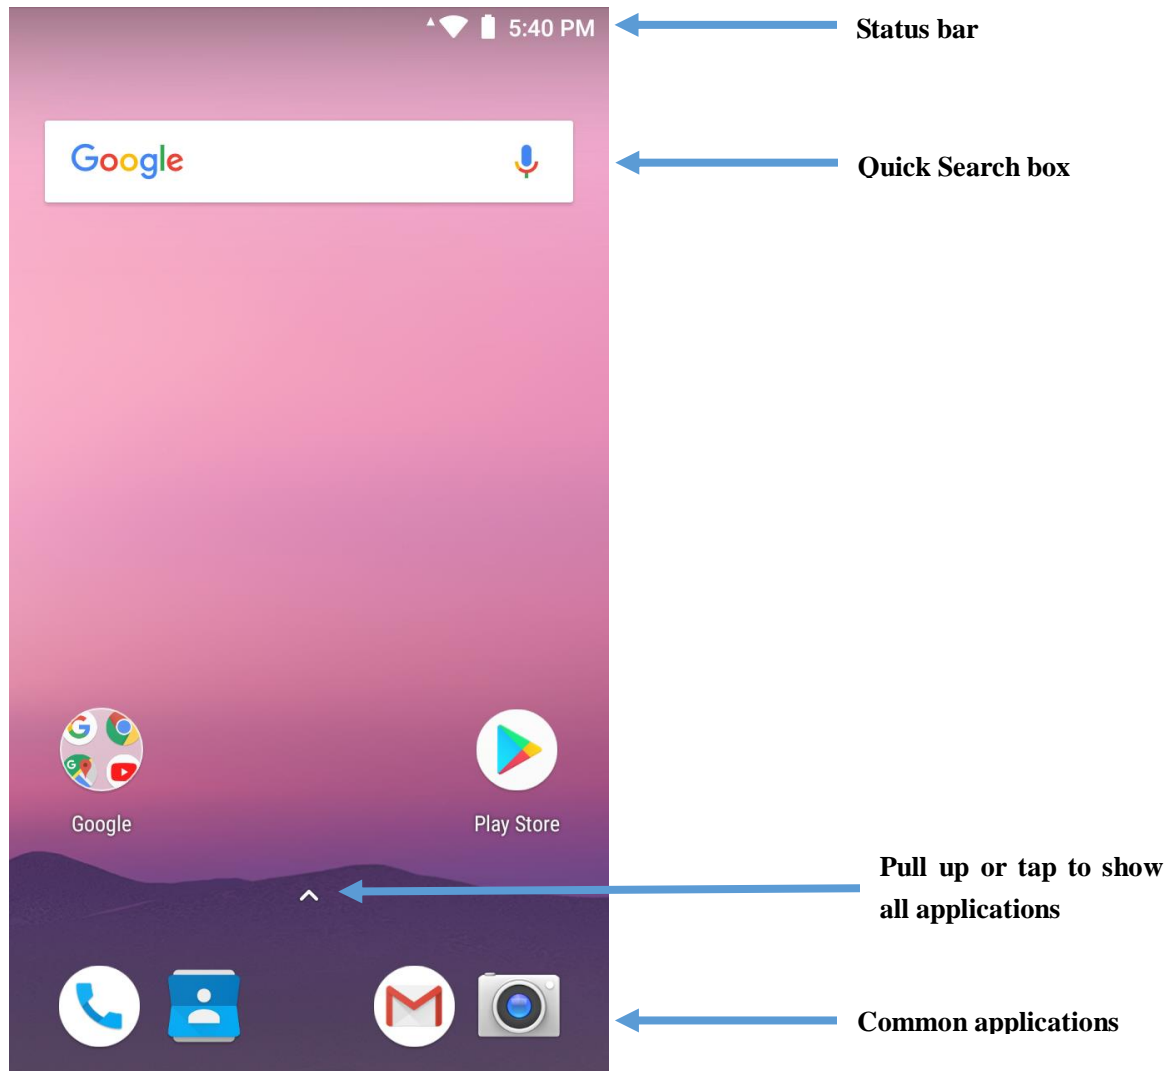 5:40 PM
Status bar
Google
Quick Search box
Google
Play Store
Pull up or tap to show
all applications
Common applications